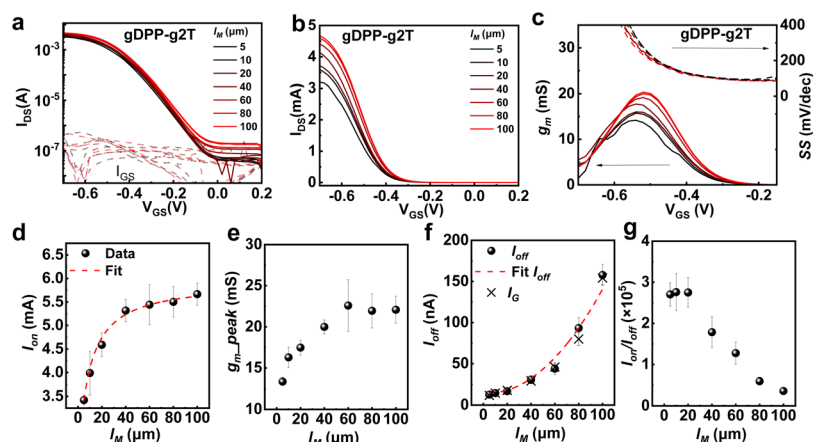 a
I_DS(A)
10^-3
10^-5
10^-7
gDPP-g2T
l_M (μm)
5
10
20
40
60
80
100
I_GS
-0.6 -0.4 -0.2 0.0 0.2
V_GS(V)
b
I_DS(mA)
5
4
3
2
1
0
gDPP-g2T
l_M (μm)
5
10
20
40
60
80
100
-0.6 -0.4 -0.2 0.0 0.2
V_GS(V)
c
g_m (mS)
30
20
10
0
gDPP-g2T
400
300
200
100
0
SS (mV/dec)
-0.6 -0.4 -0.2
V_GS (V)
d
I_on (mA)
6.5
6.0
5.5
5.0
4.5
4.0
3.5
Data
Fit
0 20 40 60 80 100
l_M (μm)
e
g_m_peak (mS)
25
20
15
10
0 20 40 60 80 100
l_M (μm)
f
I_off (nA)
200
150
100
50
0
I_off
Fit I_off
I_G
0 20 40 60 80 100
l_M (μm)
g
I_on/I_off (×10^5)
5
4
3
2
1
0
0 20 40 60 80 100
l_M (μm)